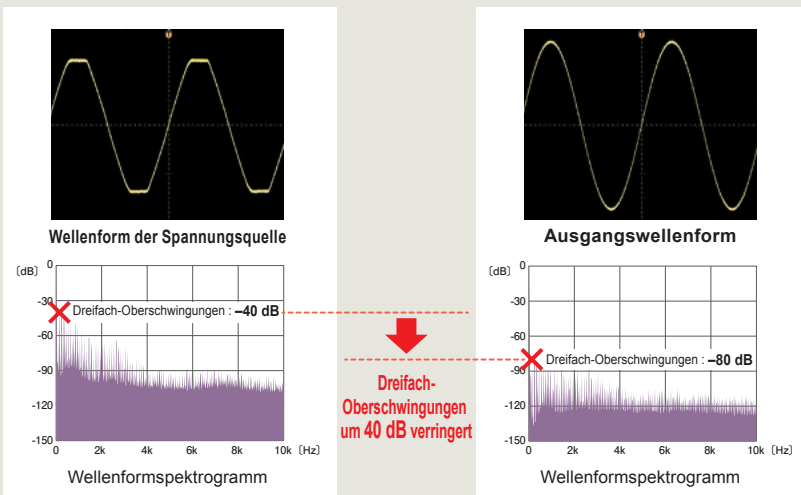 Wellenform der Spannungsquelle
〔dB〕
0
-30
-60
-90
-120
-150
Dreifach-Oberschwingungen : –40 dB
0
2k
4k
6k
8k
10k〔Hz〕
Wellenformspektrogramm
Dreifach-
Oberschwingungen
um 40 dB verringert
Ausgangswellenform
〔dB〕
0
-30
-60
-90
-120
-150
Dreifach-Oberschwingungen : –80 dB
0
2k
4k
6k
8k
10k〔Hz〕
Wellenformspektrogramm